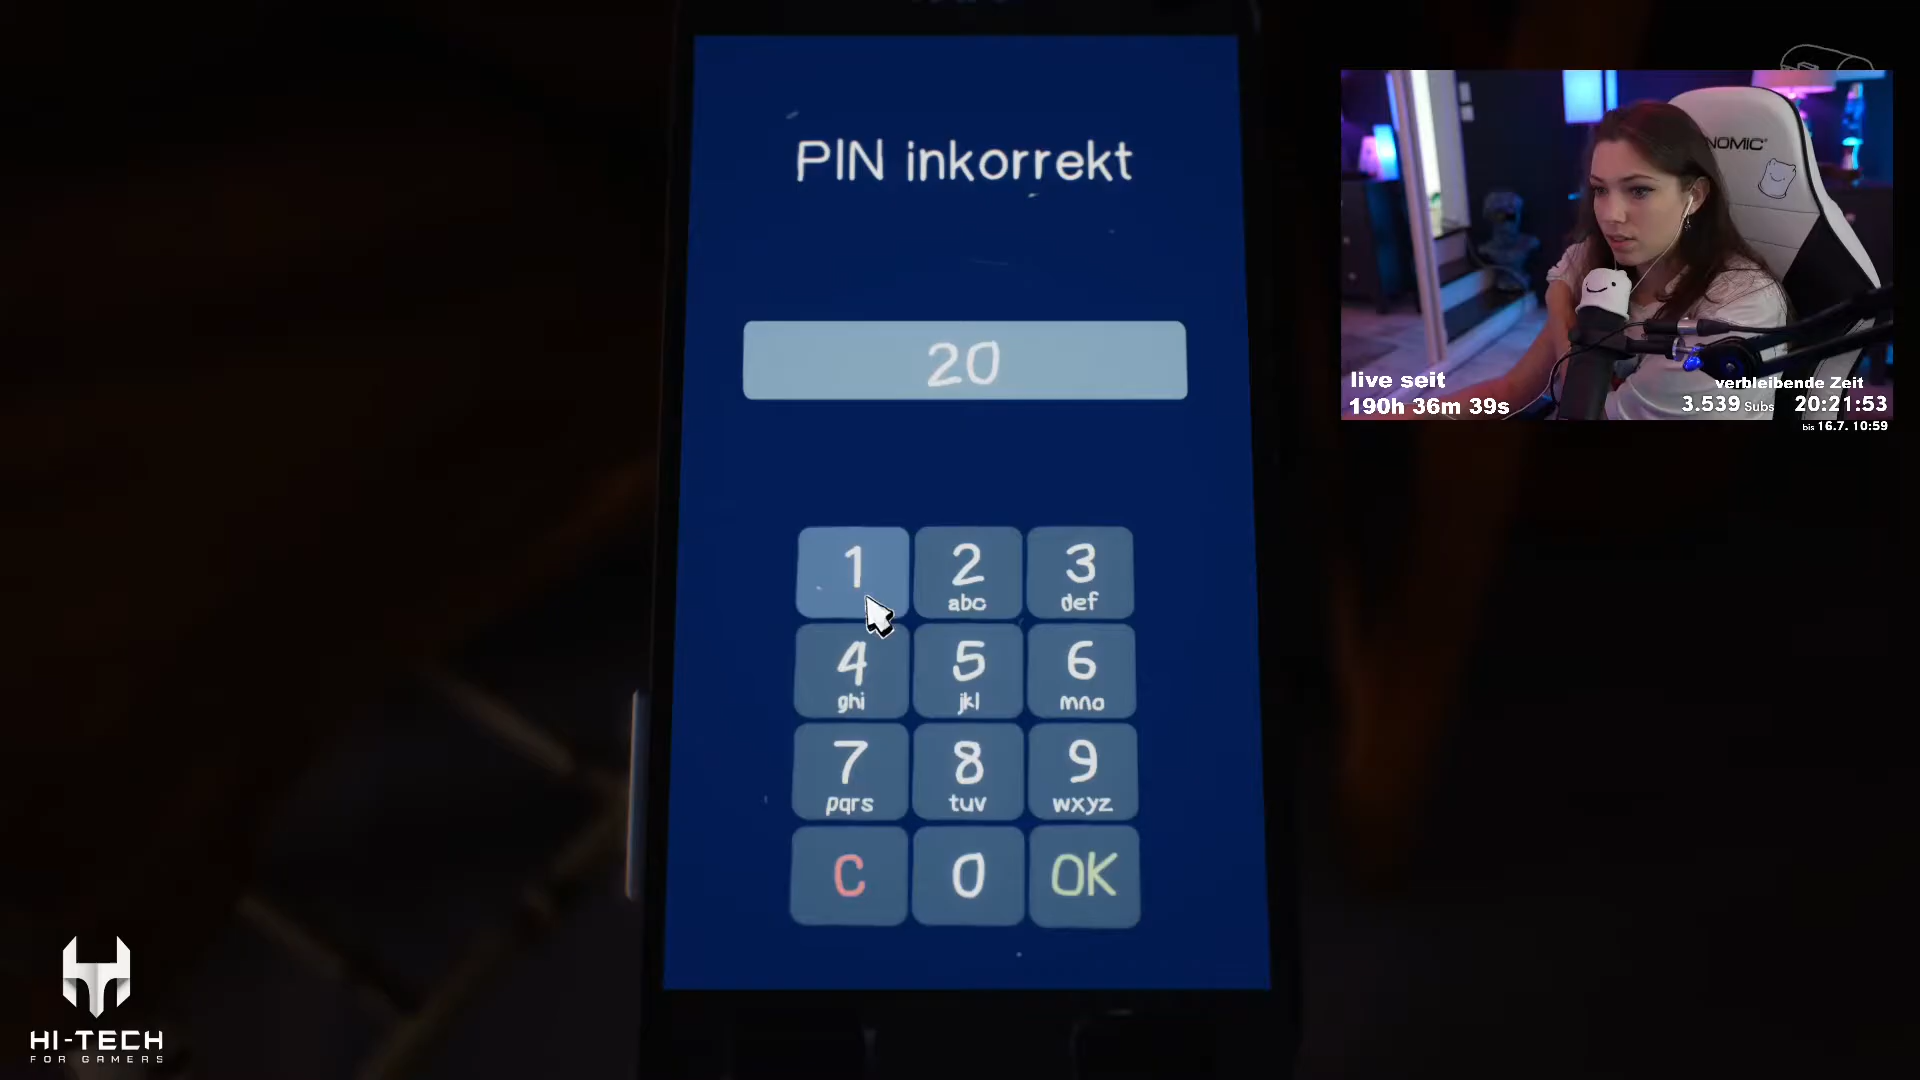 PIN inkorrekt
20
1
2
abc
3
def
4
ghi
5
jkl
6
mno
7
pqrs
8
tuv
9
wxyz
C
0
OK
NOMIC
live seit
190h 36m 39s
verbleibende Zeit
3.539 Subs 20:21:53
bis 16.7. 10:59
HI-TECH
FOR GAMERS